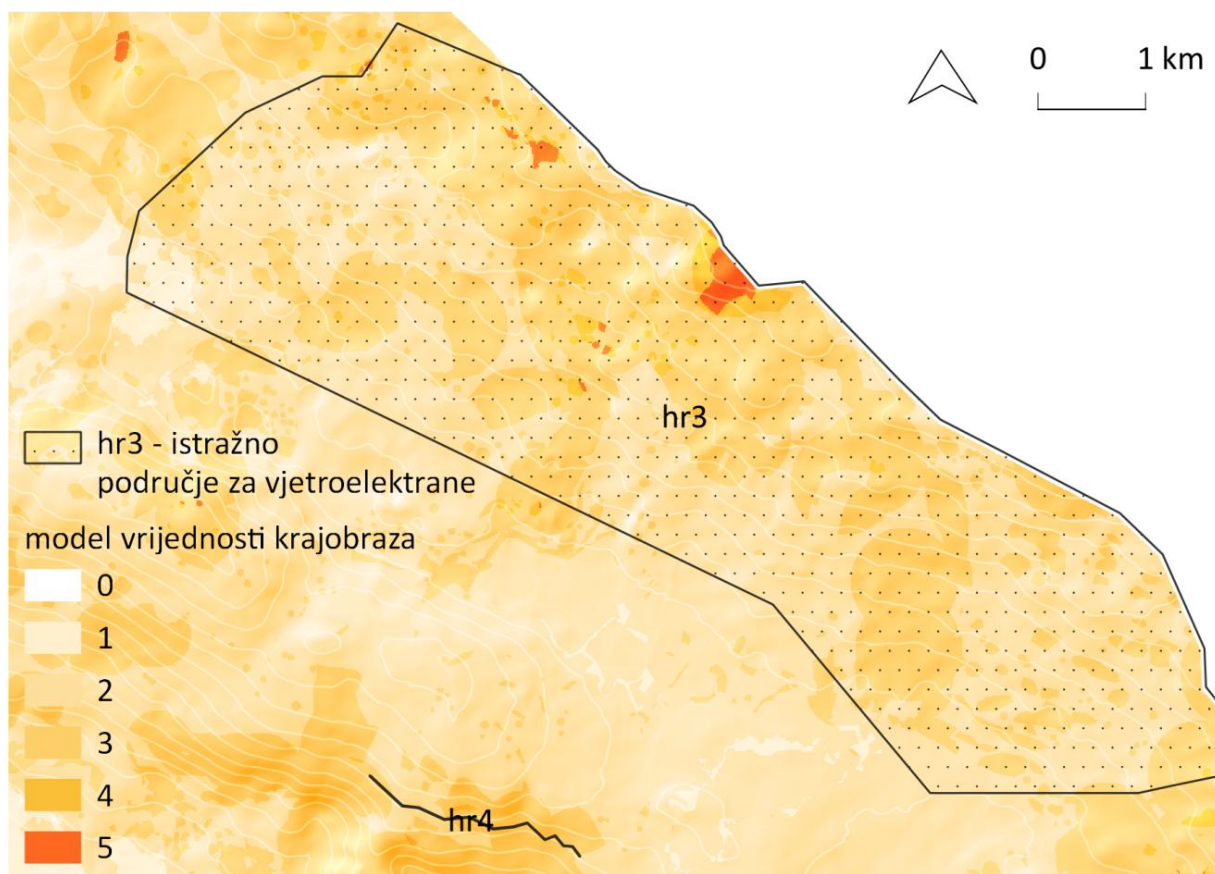 0 1 km
hr3
hr3 - istražno
područje za vjetroelektrane
model vrijednosti krajobraza
0
1
2
3
4
5
hr4